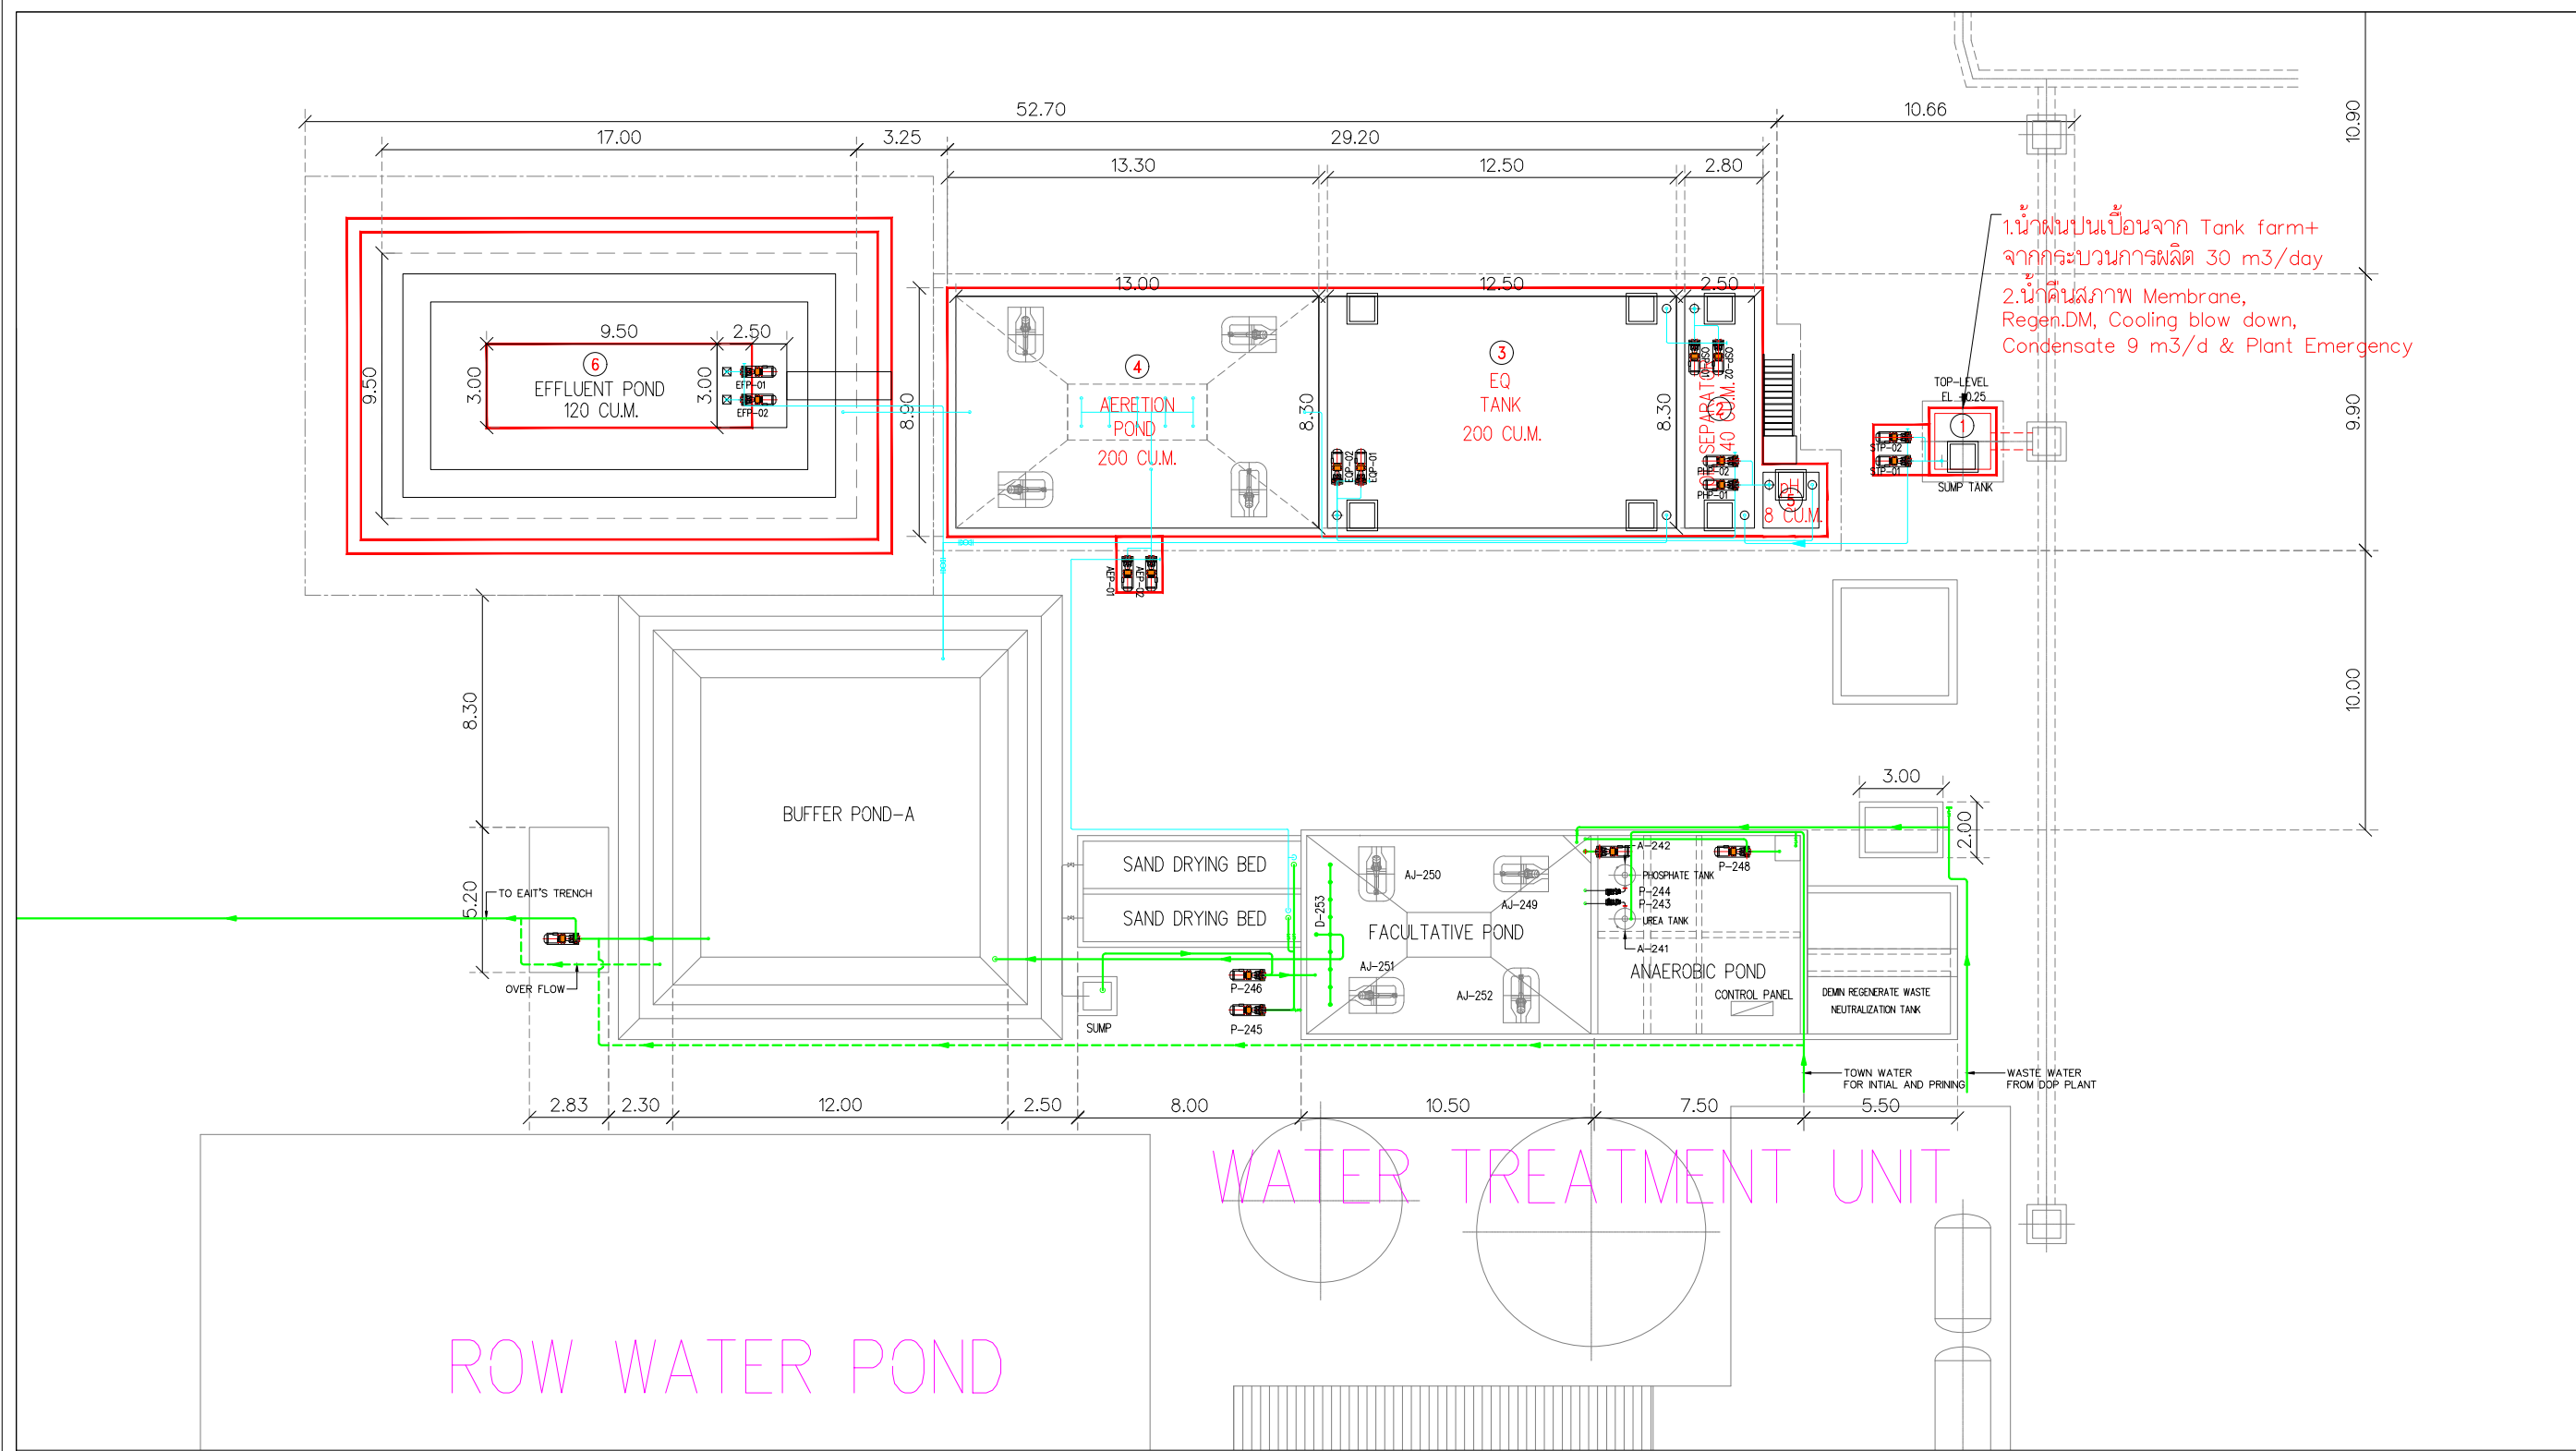 52.70
10.66
17.00
3.25
29.20
13.30
12.50
2.80
10.90
1.น้ำฝนปนเปื้อนจาก Tank farm+
จากกระบวนการผลิต 30 m3/day
2.น้ำคืนสภาพ Membrane,
Regen.DM, Cooling blow down,
Condensate 9 m3/d & Plant Emergency
13.00
12.50
2.50
9.50
2.50
9.50
3.00
3.00
6
EFFLUENT POND
120 CU.M.
EFP-01
EFP-02
8.90
4
AERETION
POND
200 CU.M.
8.30
3
EQ
TANK
200 CU.M.
8.30
EQP-02
EQP-01
OSP-02
2
40 CU.M.
PHP-02
PHP-01
pH
5
8 CU.M.
TOP-LEVEL
1
STP-02
STP-01
SUMP TANK
9.90
AEP-01
AEP-02
8.30
10.00
BUFFER POND-A
3.00
2.00
5.20
TO EAIT'S TRENCH
OVER FLOW
SAND DRYING BED
SAND DRYING BED
SUMP
P-246
P-245
D-253
AJ-250
AJ-249
FACULTATIVE POND
AJ-251
AJ-252
A-242
PHOSPHATE TANK
P-244
P-243
UREA TANK
A-241
P-248
ANAEROBIC POND
CONTROL PANEL
DEMIN REGENERATE WASTE
NEUTRALIZATION TANK
TOWN WATER
FOR INTIAL AND PRINING
WASTE WATER
FROM DOP PLANT
2.83
2.30
12.00
2.50
8.00
10.50
7.50
5.50
WATER TREATMENT UNIT
ROW WATER POND